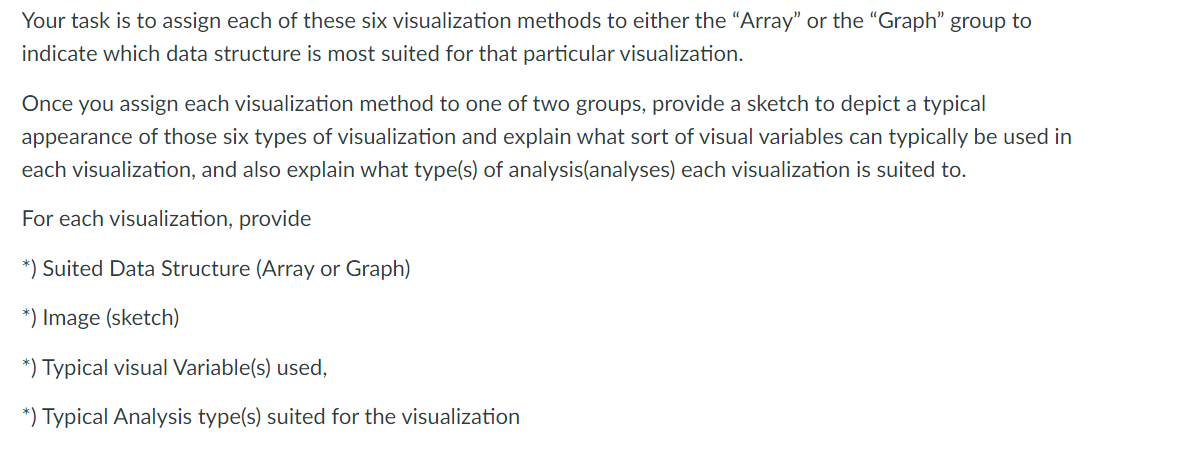 Your task is to assign each of these six visualization methods to either the “Array” or the “Graph” group to
indicate which data structure is most suited for that particular visualization.
Once you assign each visualization method to one of two groups, provide a sketch to depict a typical
appearance of those six types of visualization and explain what sort of visual variables can typically be used in
each visualization, and also explain what type(s) of analysis(analyses) each visualization is suited to.
For each visualization, provide
*) Suited Data Structure (Array or Graph)
*) Image (sketch)
*) Typical visual Variable(s) used,
*) Typical Analysis type(s) suited for the visualization